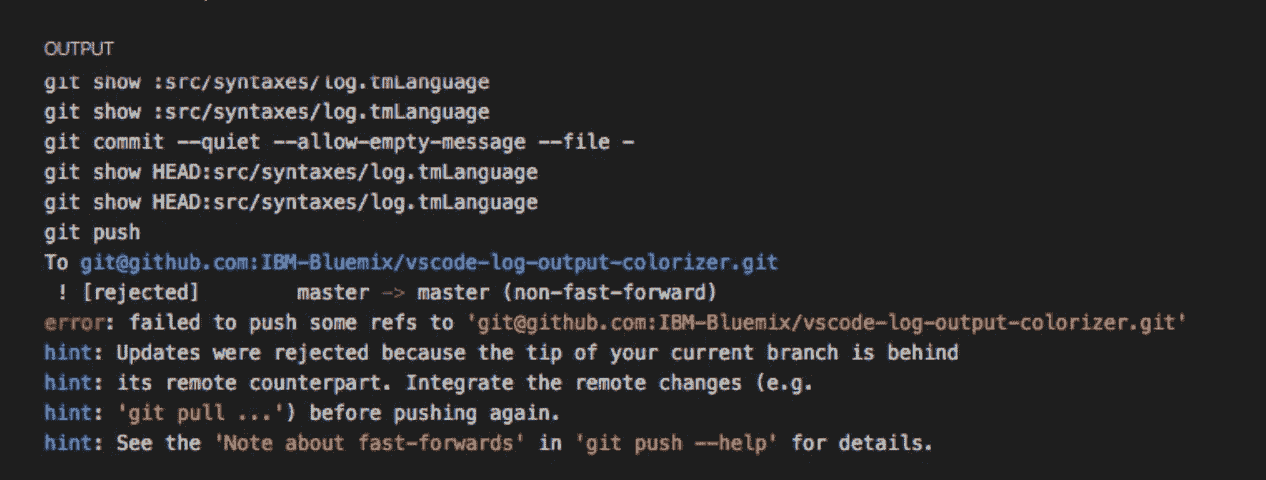 OUTPUT
git show :src/syntaxes/log.tmLanguage
git show :src/syntaxes/log.tmLanguage
git commit --quiet --allow-empty-message --file -
git show HEAD:src/syntaxes/log.tmLanguage
git show HEAD:src/syntaxes/log.tmLanguage
git push
To git@github.com:IBM-Bluemix/vscode-log-output-colorizer.git
 ! [rejected]        master -> master (non-fast-forward)
error: failed to push some refs to 'git@github.com:IBM-Bluemix/vscode-log-output-colorizer.git'
hint: Updates were rejected because the tip of your current branch is behind
hint: its remote counterpart. Integrate the remote changes (e.g.
hint: 'git pull ...') before pushing again.
hint: See the 'Note about fast-forwards' in 'git push --help' for details.